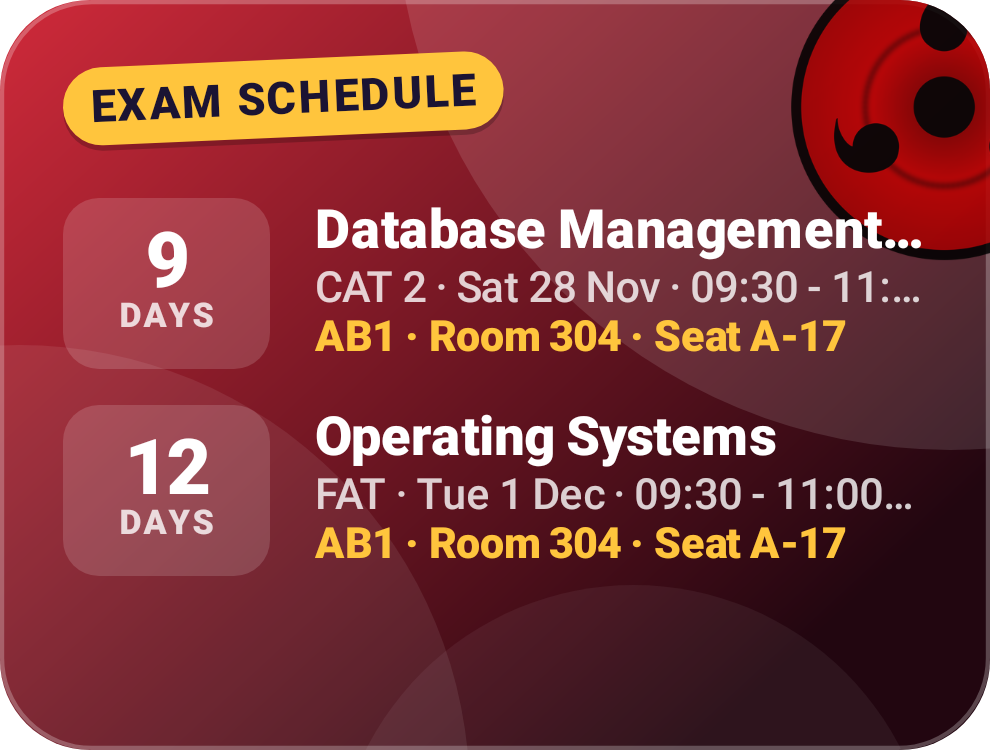 EXAM SCHEDULE
9
DAYS
Database Management...
CAT 2 · Sat 28 Nov · 09:30 - 11:...
AB1 · Room 304 · Seat A-17
12
DAYS
Operating Systems
FAT · Tue 1 Dec · 09:30 - 11:00...
AB1 · Room 304 · Seat A-17